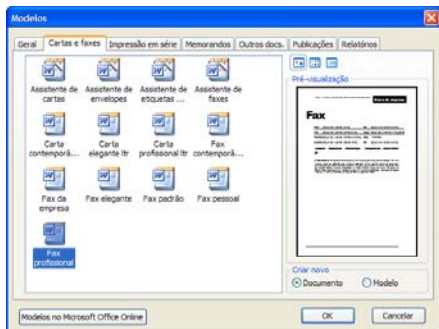 Modelos
Geral Cartas e faxes Impressão em série Memorandos Outros docs. Publicações Relatórios
Assistente de cartas
Assistente de envelopes
Assistente de etiquetas ...
Assistente de faxes
Carta contemporâ...
Carta elegante ltr
Carta profissional ltr
Fax contemporâ...
Fax da empresa
Fax elegante
Fax padrão
Fax pessoal
Fax profissional
Pré-visualização
Fax
Criar novo
Documento Modelo
Modelos no Microsoft Office Online
OK
Cancelar